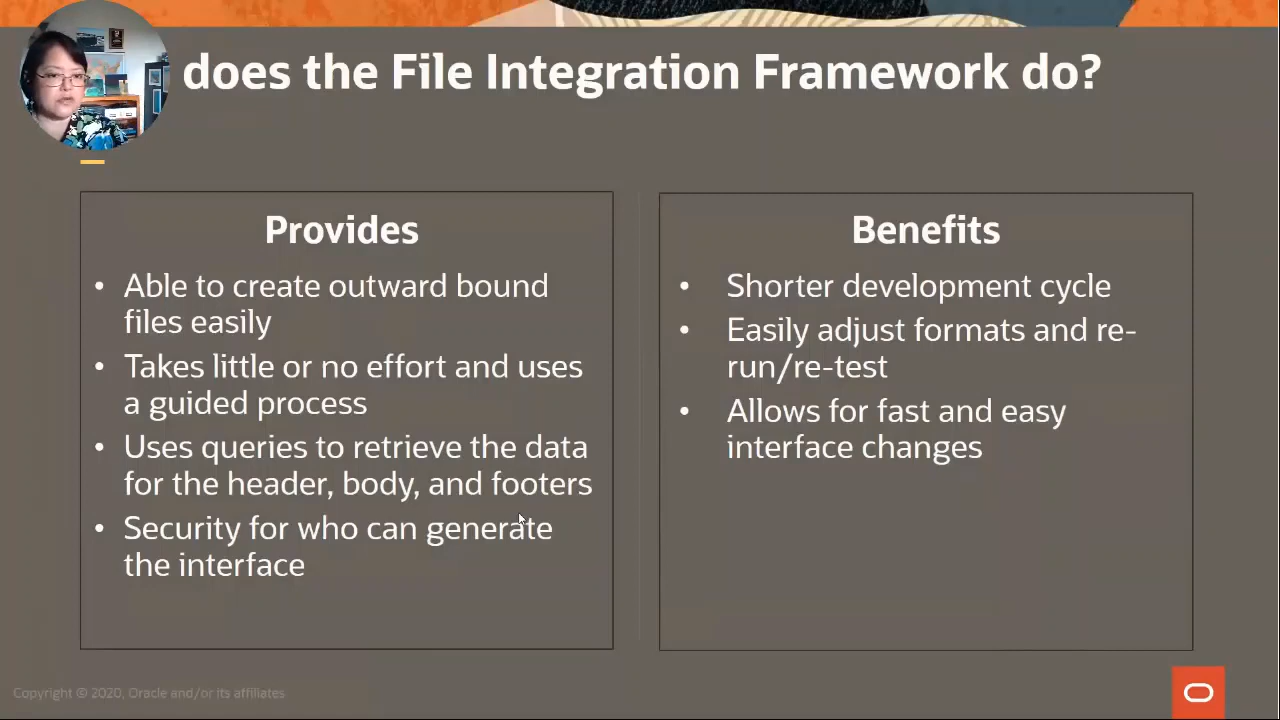 does the File Integration Framework do?
Provides
• Able to create outward bound
files easily
• Takes little or no effort and uses
a guided process
• Uses queries to retrieve the data
for the header, body, and footers
• Security for who can generate
the interface
Benefits
• Shorter development cycle
• Easily adjust formats and re-
run/re-test
• Allows for fast and easy
interface changes
Copyright © 2020, Oracle and/or its affiliates